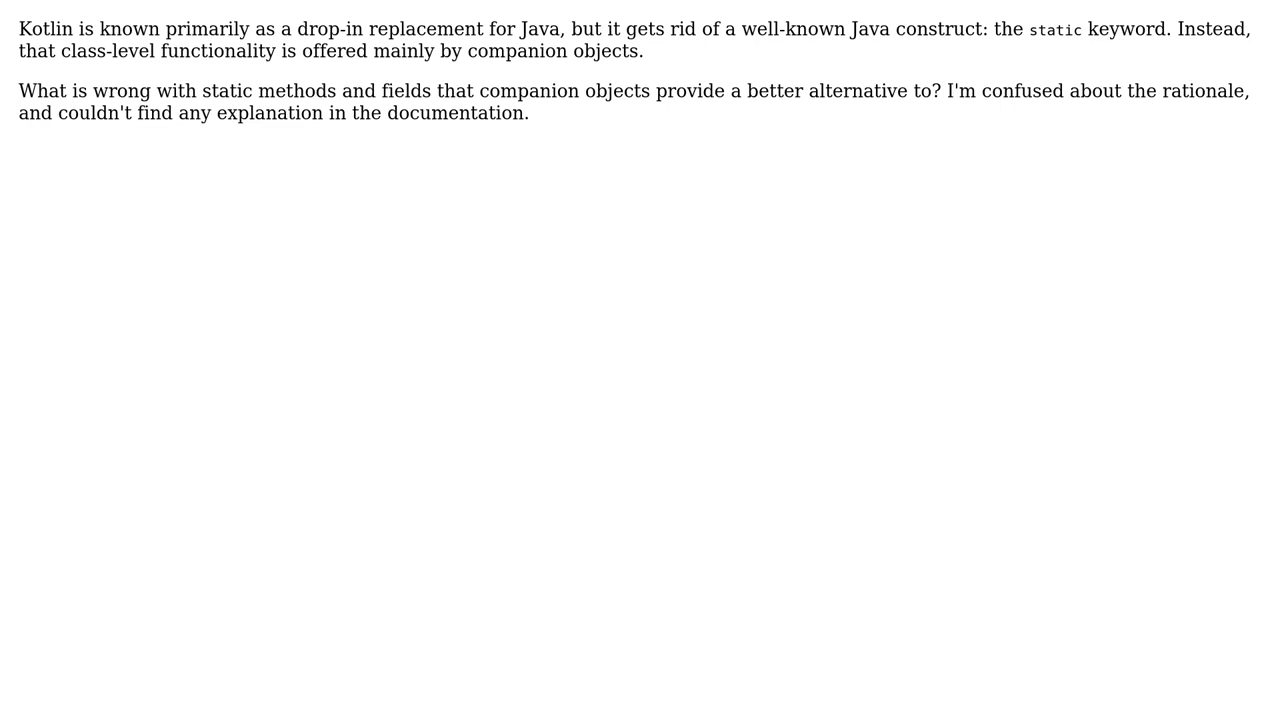 Kotlin is known primarily as a drop-in replacement for Java, but it gets rid of a well-known Java construct: the static keyword. Instead,
that class-level functionality is offered mainly by companion objects.
What is wrong with static methods and fields that companion objects provide a better alternative to? I'm confused about the rationale,
and couldn't find any explanation in the documentation.